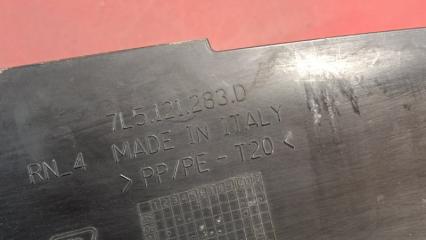 7L5.121.283.D
RN_4 MADE IN ITALY
> PP/PE - T20 <